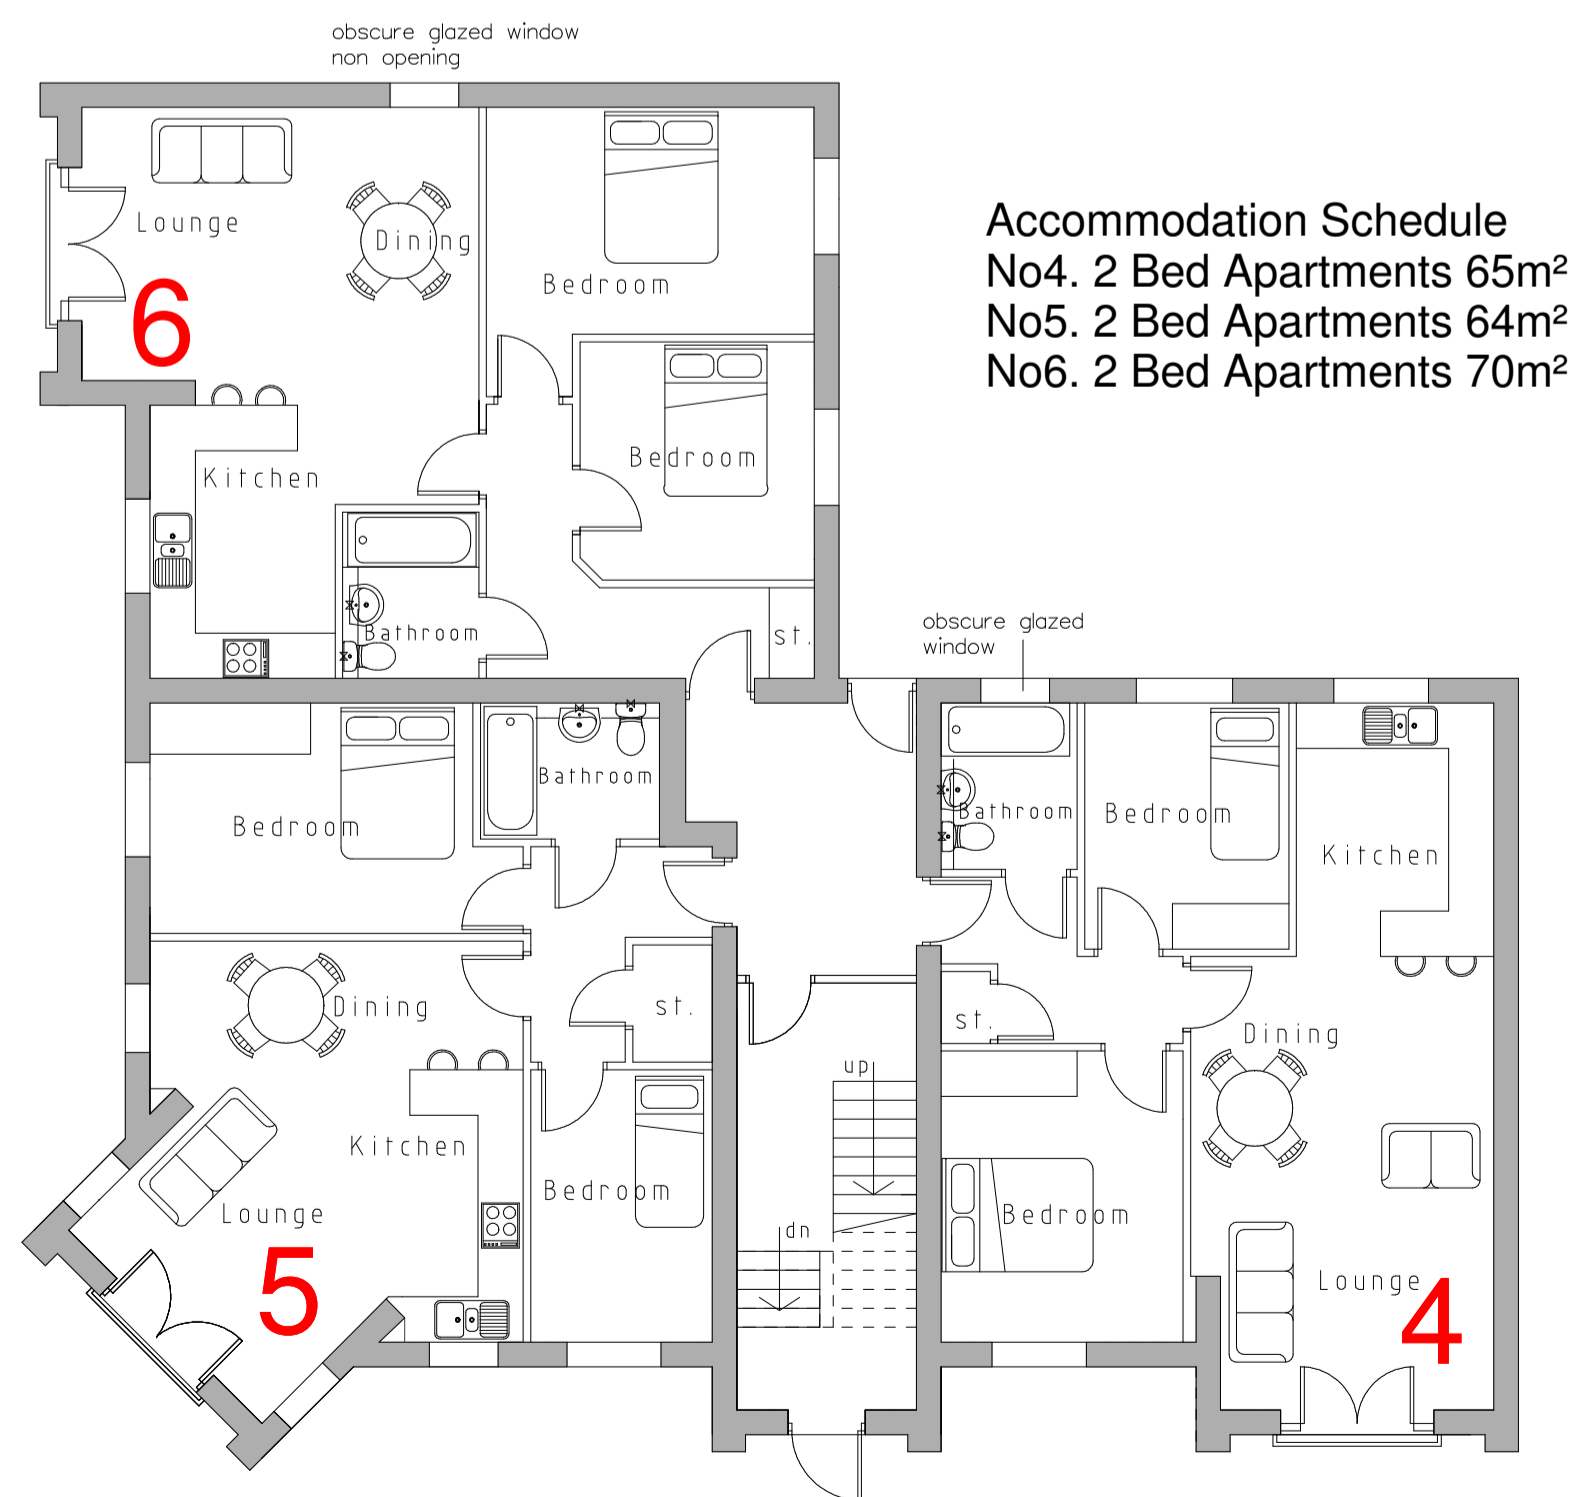 obscure glazed window
non opening
Lounge
Dining
6
Bedroom
Accommodation Schedule
No4. 2 Bed Apartments 65m²
No5. 2 Bed Apartments 64m²
No6. 2 Bed Apartments 70m²
Bedroom
Kitchen
Bathroom
st.
obscure glazed
window
Bathroom
Bedroom
Bathroom
Bedroom
Kitchen
Dining
st.
st.
Dining
up
Kitchen
Bedroom
Lounge
Bedroom
dn
5
Lounge
4